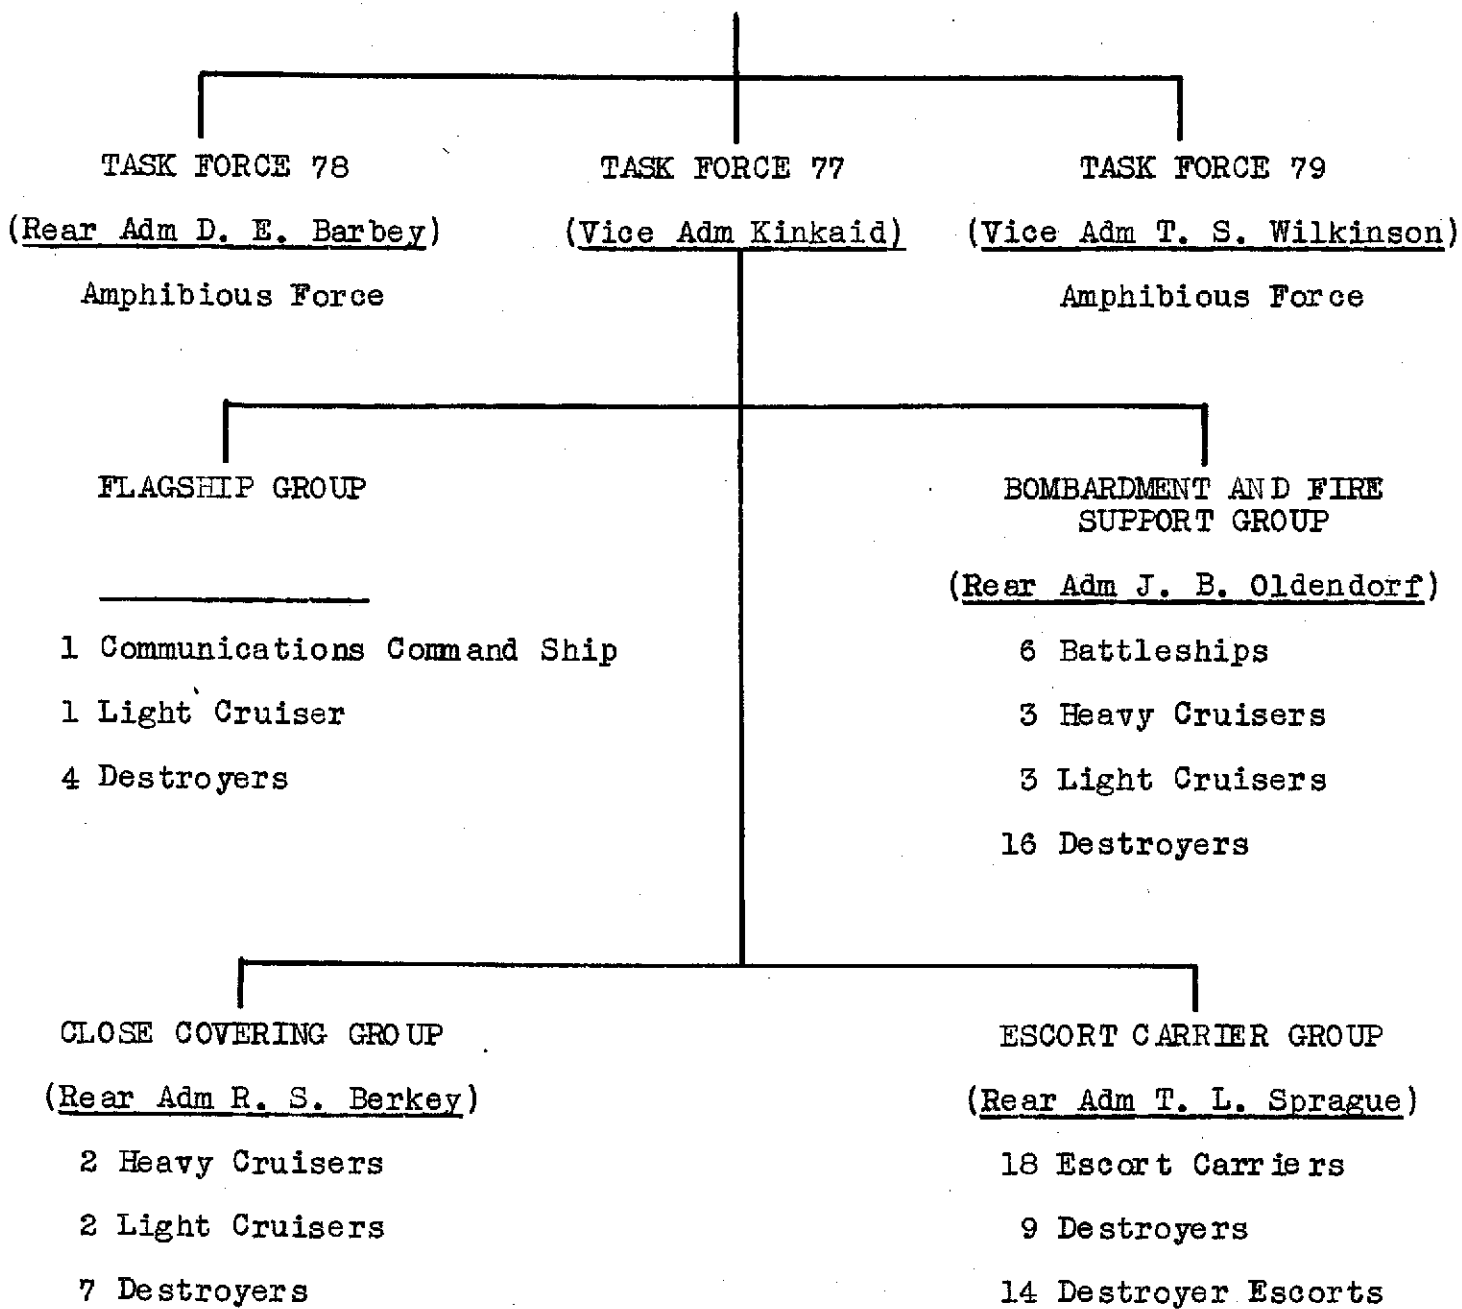 TASK FORCE 78
(Rear Adm D. E. Barbey)
Amphibious Force
TASK FORCE 77
(Vice Adm Kinkaid)
TASK FORCE 79
(Vice Adm T. S. Wilkinson)
Amphibious Force
FLAGSHIP GROUP
1 Communications Command Ship
1 Light Cruiser
4 Destroyers
BOMBARDMENT AND FIRE
SUPPORT GROUP
(Rear Adm J. B. Oldendorf)
6 Battleships
3 Heavy Cruisers
3 Light Cruisers
16 Destroyers
CLOSE COVERING GROUP
(Rear Adm R. S. Berkey)
2 Heavy Cruisers
2 Light Cruisers
7 Destroyers
ESCORT CARRIER GROUP
(Rear Adm T. L. Sprague)
18 Escort Carriers
9 Destroyers
14 Destroyer Escorts